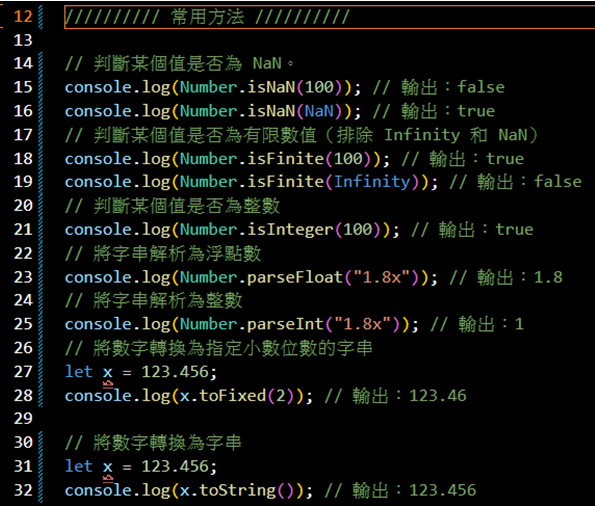 12 ////////// 常用方法 //////////
13
14 // 判斷某個值是否為 NaN。
15 console.log(Number.isNaN(100)); // 輸出：false
16 console.log(Number.isNaN(NaN)); // 輸出：true
17 // 判斷某個值是否為有限數值（排除 Infinity 和 NaN）
18 console.log(Number.isFinite(100)); // 輸出：true
19 console.log(Number.isFinite(Infinity)); // 輸出：false
20 // 判斷某個值是否為整數
21 console.log(Number.isInteger(100)); // 輸出：true
22 // 將字串解析為浮點數
23 console.log(Number.parseFloat("1.8x")); // 輸出：1.8
24 // 將字串解析為整數
25 console.log(Number.parseInt("1.8x")); // 輸出：1
26 // 將數字轉換為指定小數位數的字串
27 let x = 123.456;
28 console.log(x.toFixed(2)); // 輸出：123.46
29
30 // 將數字轉換為字串
31 let x = 123.456;
32 console.log(x.toString()); // 輸出：123.456